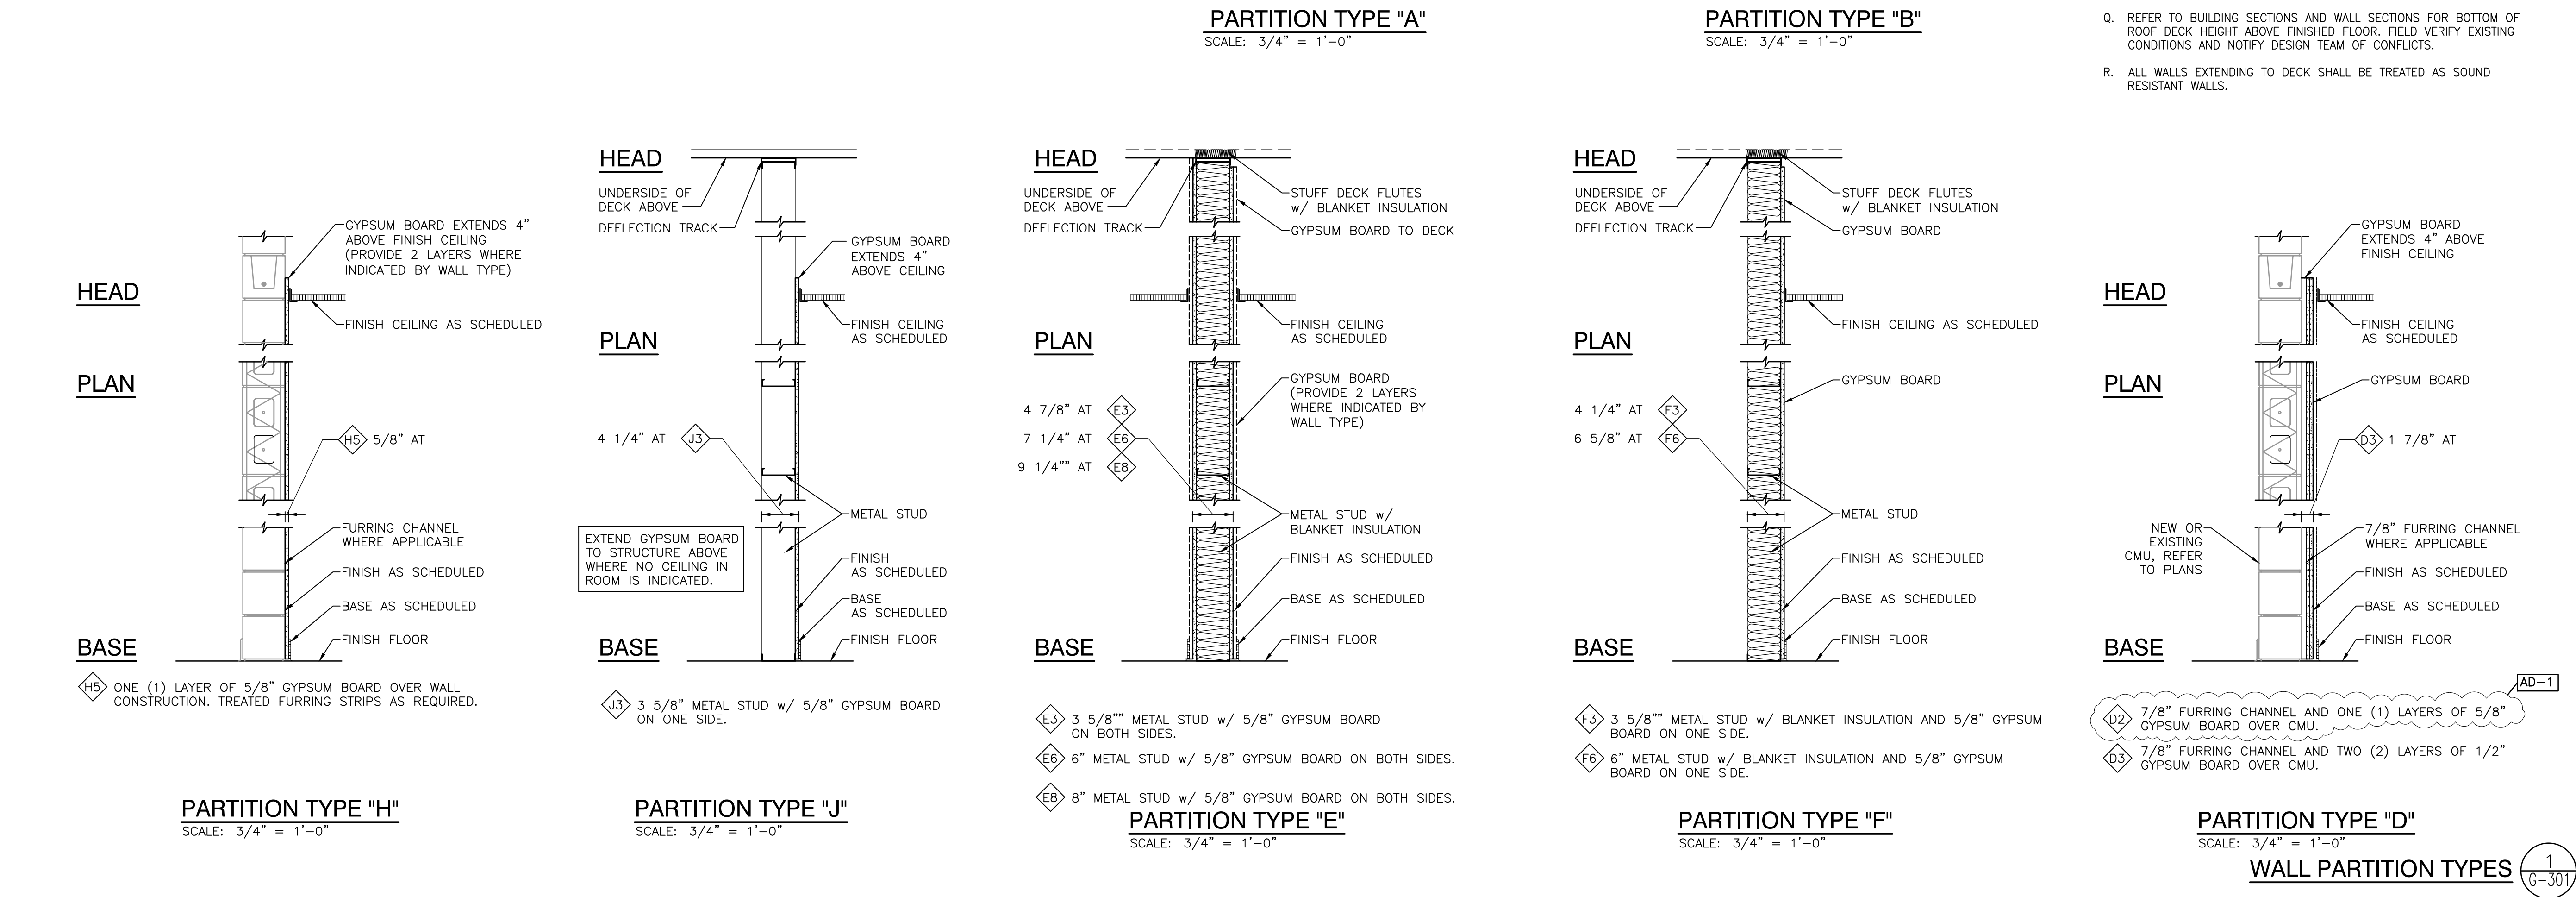 PARTITION TYPE "A"
SCALE: 3/4" = 1'-0"
PARTITION TYPE "B"
SCALE: 3/4" = 1'-0"
Q. REFER TO BUILDING SECTIONS AND WALL SECTIONS FOR BOTTOM OF
ROOF DECK HEIGHT ABOVE FINISHED FLOOR. FIELD VERIFY EXISTING
CONDITIONS AND NOTIFY DESIGN TEAM OF CONFLICTS.
R. ALL WALLS EXTENDING TO DECK SHALL BE TREATED AS SOUND
RESISTANT WALLS.
GYPSUM BOARD EXTENDS 4"
ABOVE FINISH CEILING
(PROVIDE 2 LAYERS WHERE
INDICATED BY WALL TYPE)
HEAD
FINISH CEILING AS SCHEDULED
PLAN
H5 5/8" AT
FURRING CHANNEL
WHERE APPLICABLE
FINISH AS SCHEDULED
BASE AS SCHEDULED
BASE
FINISH FLOOR
H5 ONE (1) LAYER OF 5/8" GYPSUM BOARD OVER WALL
CONSTRUCTION. TREATED FURRING STRIPS AS REQUIRED.
PARTITION TYPE "H"
SCALE: 3/4" = 1'-0"
HEAD
UNDERSIDE OF
DECK ABOVE
DEFLECTION TRACK
GYPSUM BOARD
EXTENDS 4"
ABOVE CEILING
PLAN
FINISH CEILING
AS SCHEDULED
4 1/4" AT J3
METAL STUD
EXTEND GYPSUM BOARD
TO STRUCTURE ABOVE
WHERE NO CEILING IN
ROOM IS INDICATED.
FINISH
AS SCHEDULED
BASE
AS SCHEDULED
BASE
FINISH FLOOR
J3 3 5/8" METAL STUD w/ 5/8" GYPSUM BOARD
ON ONE SIDE.
PARTITION TYPE "J"
SCALE: 3/4" = 1'-0"
HEAD
UNDERSIDE OF
DECK ABOVE
DEFLECTION TRACK
STUFF DECK FLUTES
w/ BLANKET INSULATION
GYPSUM BOARD TO DECK
PLAN
FINISH CEILING
AS SCHEDULED
GYPSUM BOARD
(PROVIDE 2 LAYERS
WHERE INDICATED BY
WALL TYPE)
4 7/8" AT E3
7 1/4" AT E6
9 1/4"" AT E8
METAL STUD w/
BLANKET INSULATION
FINISH AS SCHEDULED
BASE AS SCHEDULED
BASE
FINISH FLOOR
E3 3 5/8"" METAL STUD w/ 5/8" GYPSUM BOARD
ON BOTH SIDES.
E6 6" METAL STUD w/ 5/8" GYPSUM BOARD ON BOTH SIDES.
E8 8" METAL STUD w/ 5/8" GYPSUM BOARD ON BOTH SIDES.
PARTITION TYPE "E"
SCALE: 3/4" = 1'-0"
HEAD
UNDERSIDE OF
DECK ABOVE
DEFLECTION TRACK
STUFF DECK FLUTES
w/ BLANKET INSULATION
GYPSUM BOARD
PLAN
FINISH CEILING AS SCHEDULED
GYPSUM BOARD
4 1/4" AT F3
6 5/8" AT F6
METAL STUD
FINISH AS SCHEDULED
BASE AS SCHEDULED
BASE
FINISH FLOOR
F3 3 5/8"" METAL STUD w/ BLANKET INSULATION AND 5/8" GYPSUM
BOARD ON ONE SIDE.
F6 6" METAL STUD w/ BLANKET INSULATION AND 5/8" GYPSUM
BOARD ON ONE SIDE.
PARTITION TYPE "F"
SCALE: 3/4" = 1'-0"
GYPSUM BOARD
EXTENDS 4" ABOVE
FINISH CEILING
HEAD
FINISH CEILING
AS SCHEDULED
PLAN
GYPSUM BOARD
D3 1 7/8" AT
NEW OR
EXISTING
CMU, REFER
TO PLANS
7/8" FURRING CHANNEL
WHERE APPLICABLE
FINISH AS SCHEDULED
BASE AS SCHEDULED
BASE
FINISH FLOOR
AD-1
D2 7/8" FURRING CHANNEL AND ONE (1) LAYERS OF 5/8"
GYPSUM BOARD OVER CMU.
D3 7/8" FURRING CHANNEL AND TWO (2) LAYERS OF 1/2"
GYPSUM BOARD OVER CMU.
PARTITION TYPE "D"
SCALE: 3/4" = 1'-0"
WALL PARTITION TYPES
1
G-301